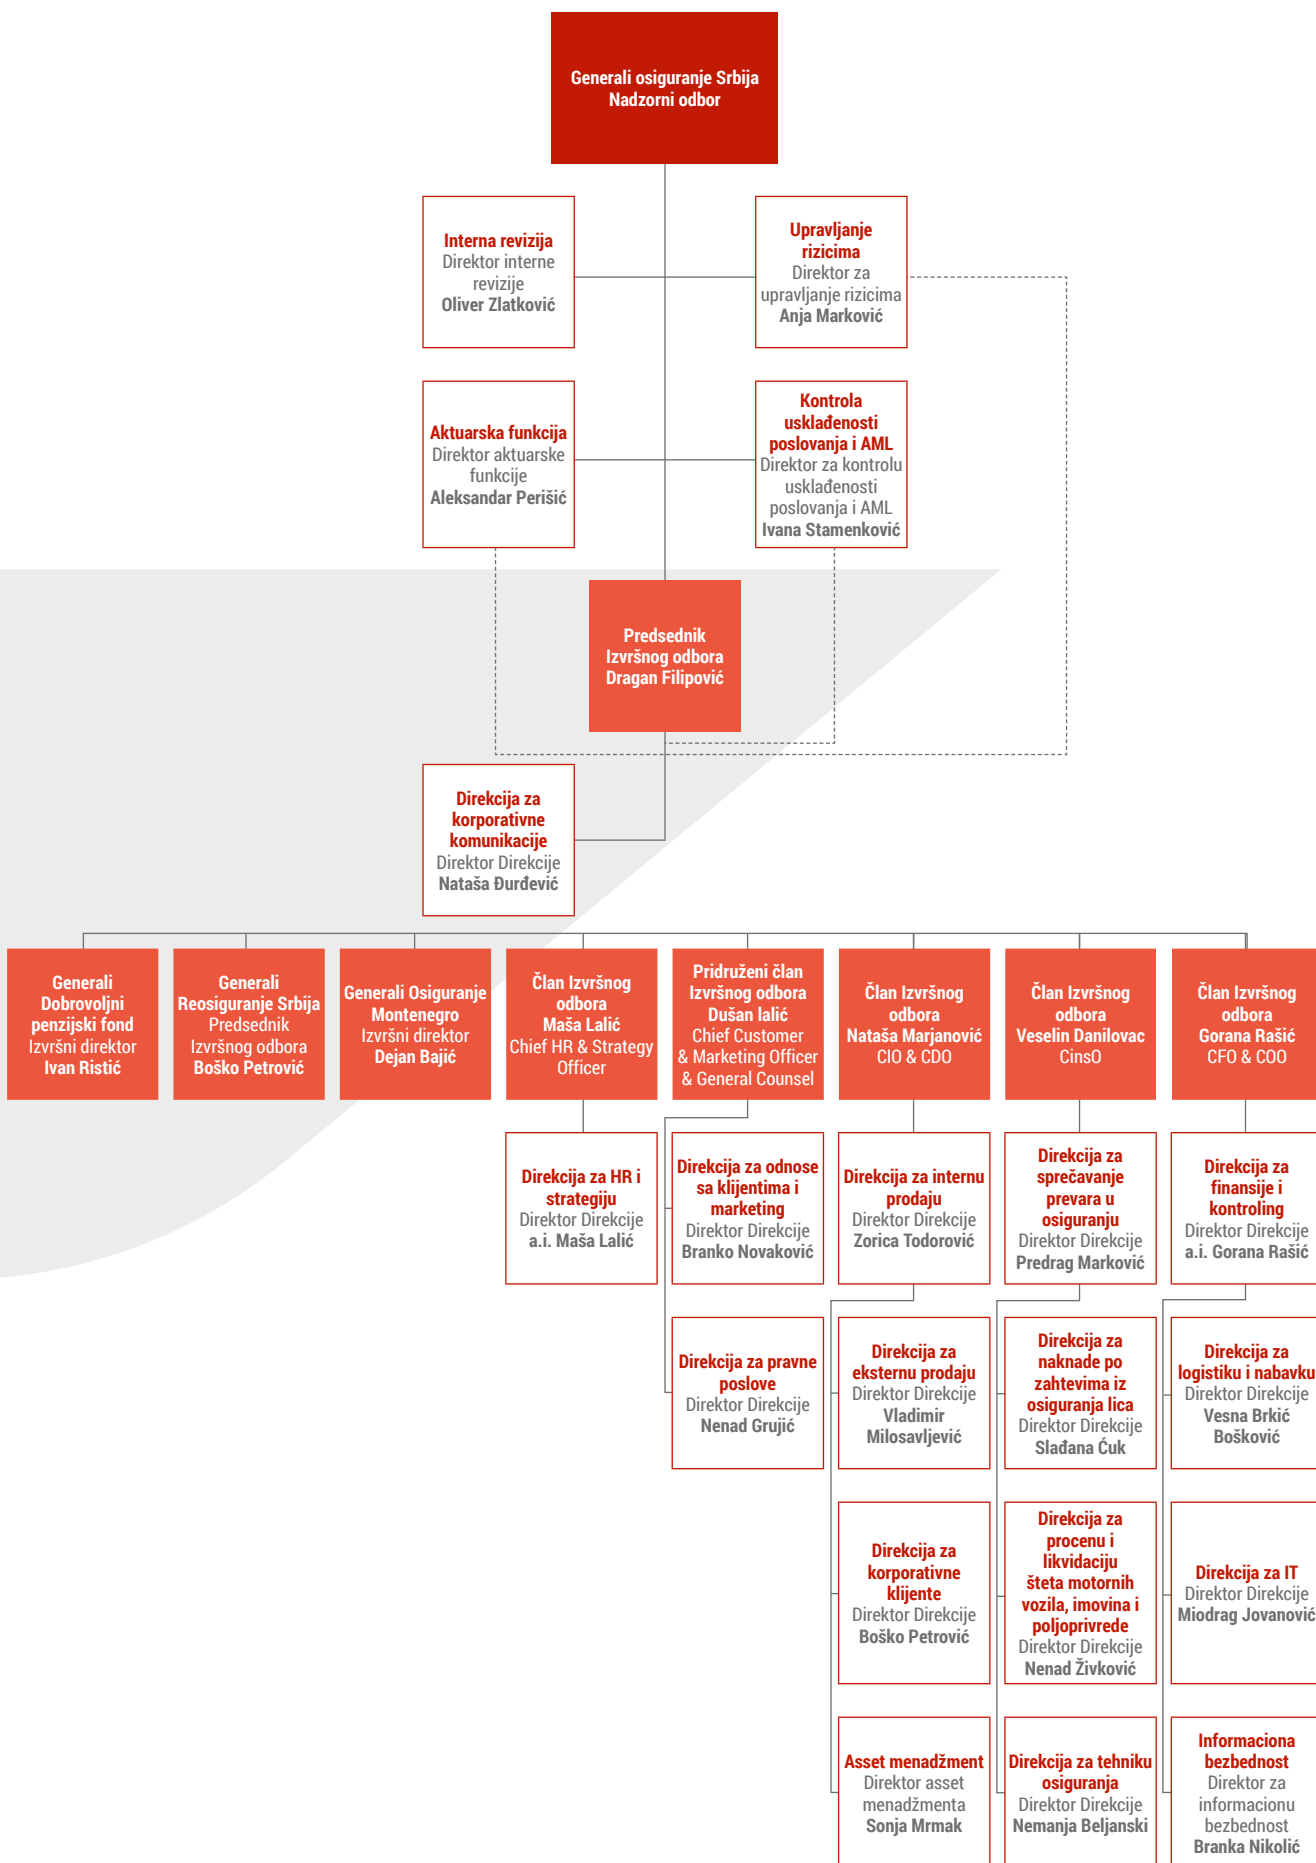 Generali osiguranje Srbija
Nadzorni odbor
Interna revizija
Direktor interne
revizije
Oliver Zlatković
Upravljanje
rizicima
Direktor za
upravljanje rizicima
Anja Marković
Aktuarska funkcija
Direktor aktuarske
funkcije
Aleksandar Perišić
Kontrola
usklađenosti
poslovanja i AML
Direktor za kontrolu
usklađenosti
poslovanja i AML
Ivana Stamenković
Predsednik
Izvršnog odbora
Dragan Filipović
Direkcija za
korporativne
komunikacije
Direktor Direkcije
Nataša Đurđević
Generali
Dobrovoljni
penzijski fond
Izvršni direktor
Ivan Ristić
Generali
Reosiguranje Srbija
Predsednik
Izvršnog odbora
Boško Petrović
Generali Osiguranje
Montenegro
Izvršni direktor
Dejan Bajić
Član Izvršnog
odbora
Maša Lalić
Chief HR & Strategy
Officer
Pridruženi član
Izvršnog odbora
Dušan lalić
Chief Customer
& Marketing Officer
& General Counsel
Član Izvršnog
odbora
Nataša Marjanović
CIO & CDO
Član Izvršnog
odbora
Veselin Danilovac
CinsO
Član Izvršnog
odbora
Gorana Rašić
CFO & COO
Direkcija za HR i
strategiju
Direktor Direkcije
a.i. Maša Lalić
Direkcija za odnose
sa klijentima i
marketing
Direktor Direkcije
Branko Novaković
Direkcija za internu
prodaju
Direktor Direkcije
Zorica Todorović
Direkcija za
sprečavanje
prevara u
osiguranju
Direktor Direkcije
Predrag Marković
Direkcija za
finansije i
kontroling
Direktor Direkcije
a.i. Gorana Rašić
Direkcija za pravne
poslove
Direktor Direkcije
Nenad Grujić
Direkcija za
eksternu prodaju
Direktor Direkcije
Vladimir
Milosavljević
Direkcija za
naknade po
zahtevima iz
osiguranja lica
Direktor Direkcije
Slađana Ćuk
Direkcija za
logistiku i nabavku
Direktor Direkcije
Vesna Brkić
Bošković
Direkcija za
korporativne
klijente
Direktor Direkcije
Boško Petrović
Direkcija za
procenu i
likvidaciju
šteta motornih
vozila, imovina i
poljoprivrede
Direktor Direkcije
Nenad Živković
Direkcija za IT
Direktor Direkcije
Miodrag Jovanović
Asset menadžment
Direktor asset
menadžmenta
Sonja Mrmak
Direkcija za tehniku
osiguranja
Direktor Direkcije
Nemanja Beljanski
Informaciona
bezbednost
Direktor za
informacionu
bezbednost
Branka Nikolić